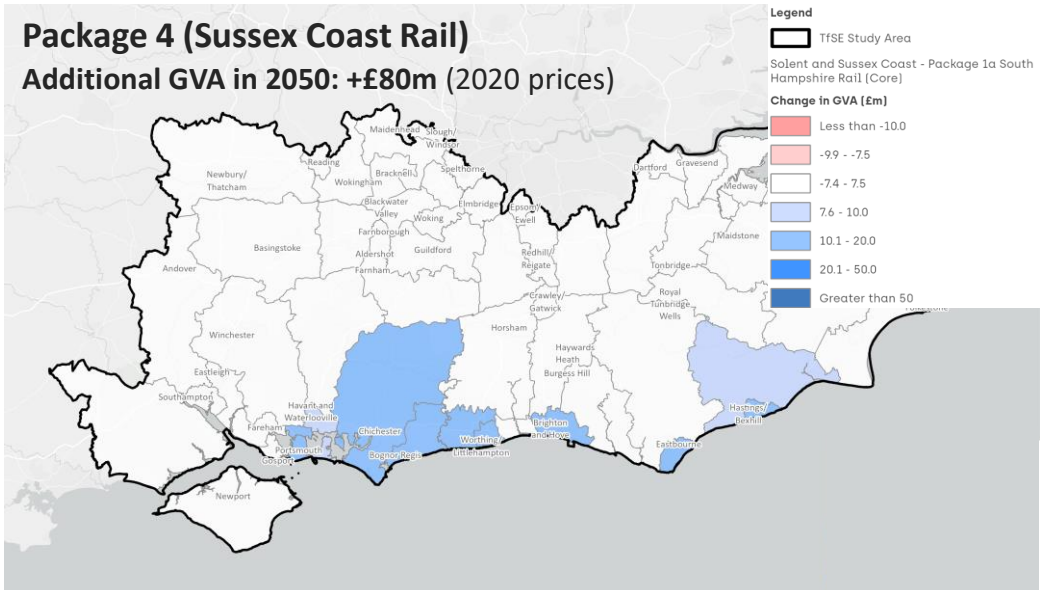 Package 4 (Sussex Coast Rail)
Additional GVA in 2050: +£80m (2020 prices)
Legend
TfSE Study Area
Solent and Sussex Coast - Package 1a South
Hampshire Rail (Core)
Change in GVA (£m)
Less than -10.0
-9.9 - -7.5
-7.4 - 7.5
7.6 - 10.0
10.1 - 20.0
20.1 - 50.0
Greater than 50
Maidenhead
Slough/
Windsor
Reading
Spelthorne
Dartford
Gravesend
Newbury/
Thatcham
Wokingham
Bracknell
Medway
Blackwater
Valley
Elmbridge
Epsom/
Ewell
Woking
Farnborough
Maidstone
Basingstoke
Aldershot
Guildford
Redhill/
Reigate
Andover
Farnham
Tonbridge
Crawley/
Gatwick
Royal
Tunbridge
Wells
Winchester
Horsham
Haywards
Heath
Burgess Hill
Eastleigh
Southampton
Havant and
Waterlooville
Hastings/
Bexhill
Fareham
Chichester
Brighton
and Hove
Portsmouth
Worthing/
Littlehampton
Eastbourne
Gosport
Bognor Regis
Newport